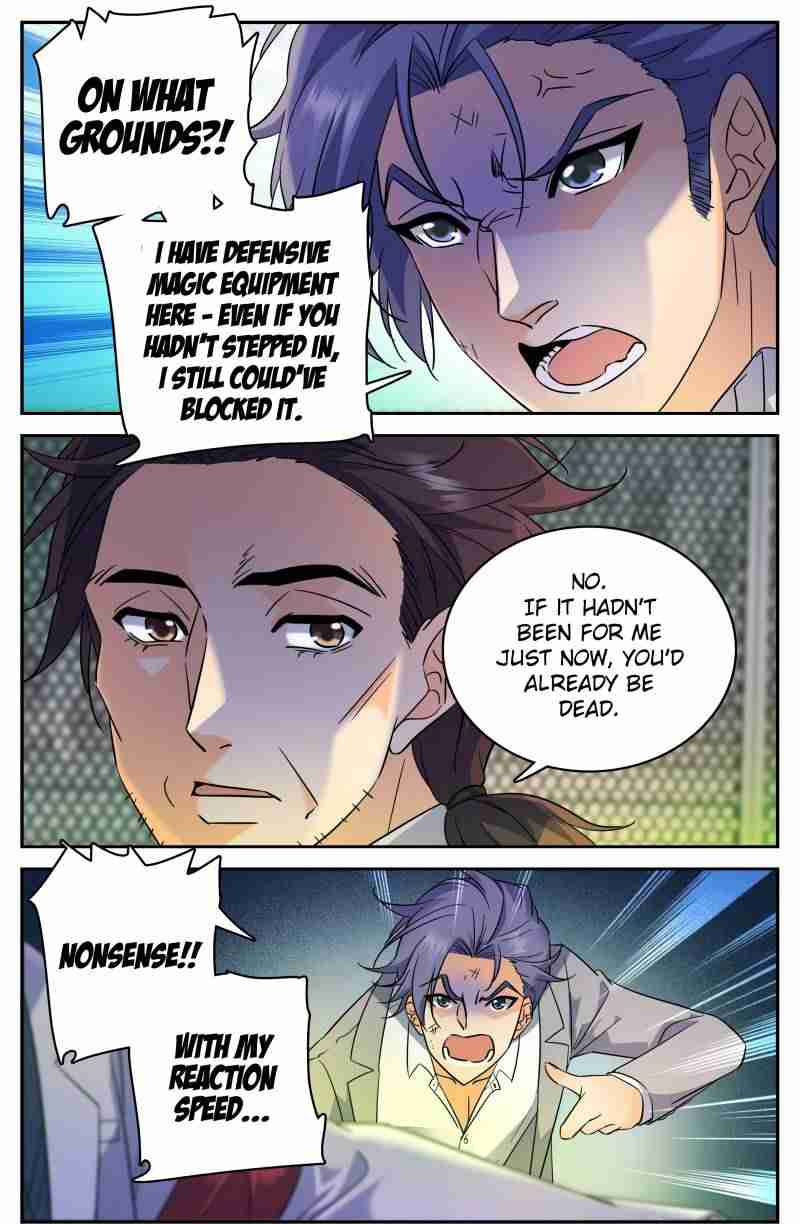 ON WHAT
GROUNDS?!
I HAVE DEFENSIVE
MAGIC EQUIPMENT
HERE - EVEN IF YOU
HADN'T STEPPED IN,
I STILL COULD'VE
BLOCKED IT.
NO.
IF IT HADN'T
BEEN FOR ME
JUST NOW, YOU'D
ALREADY BE
DEAD.
NONSENSE!!
WITH MY
REACTION
SPEED...